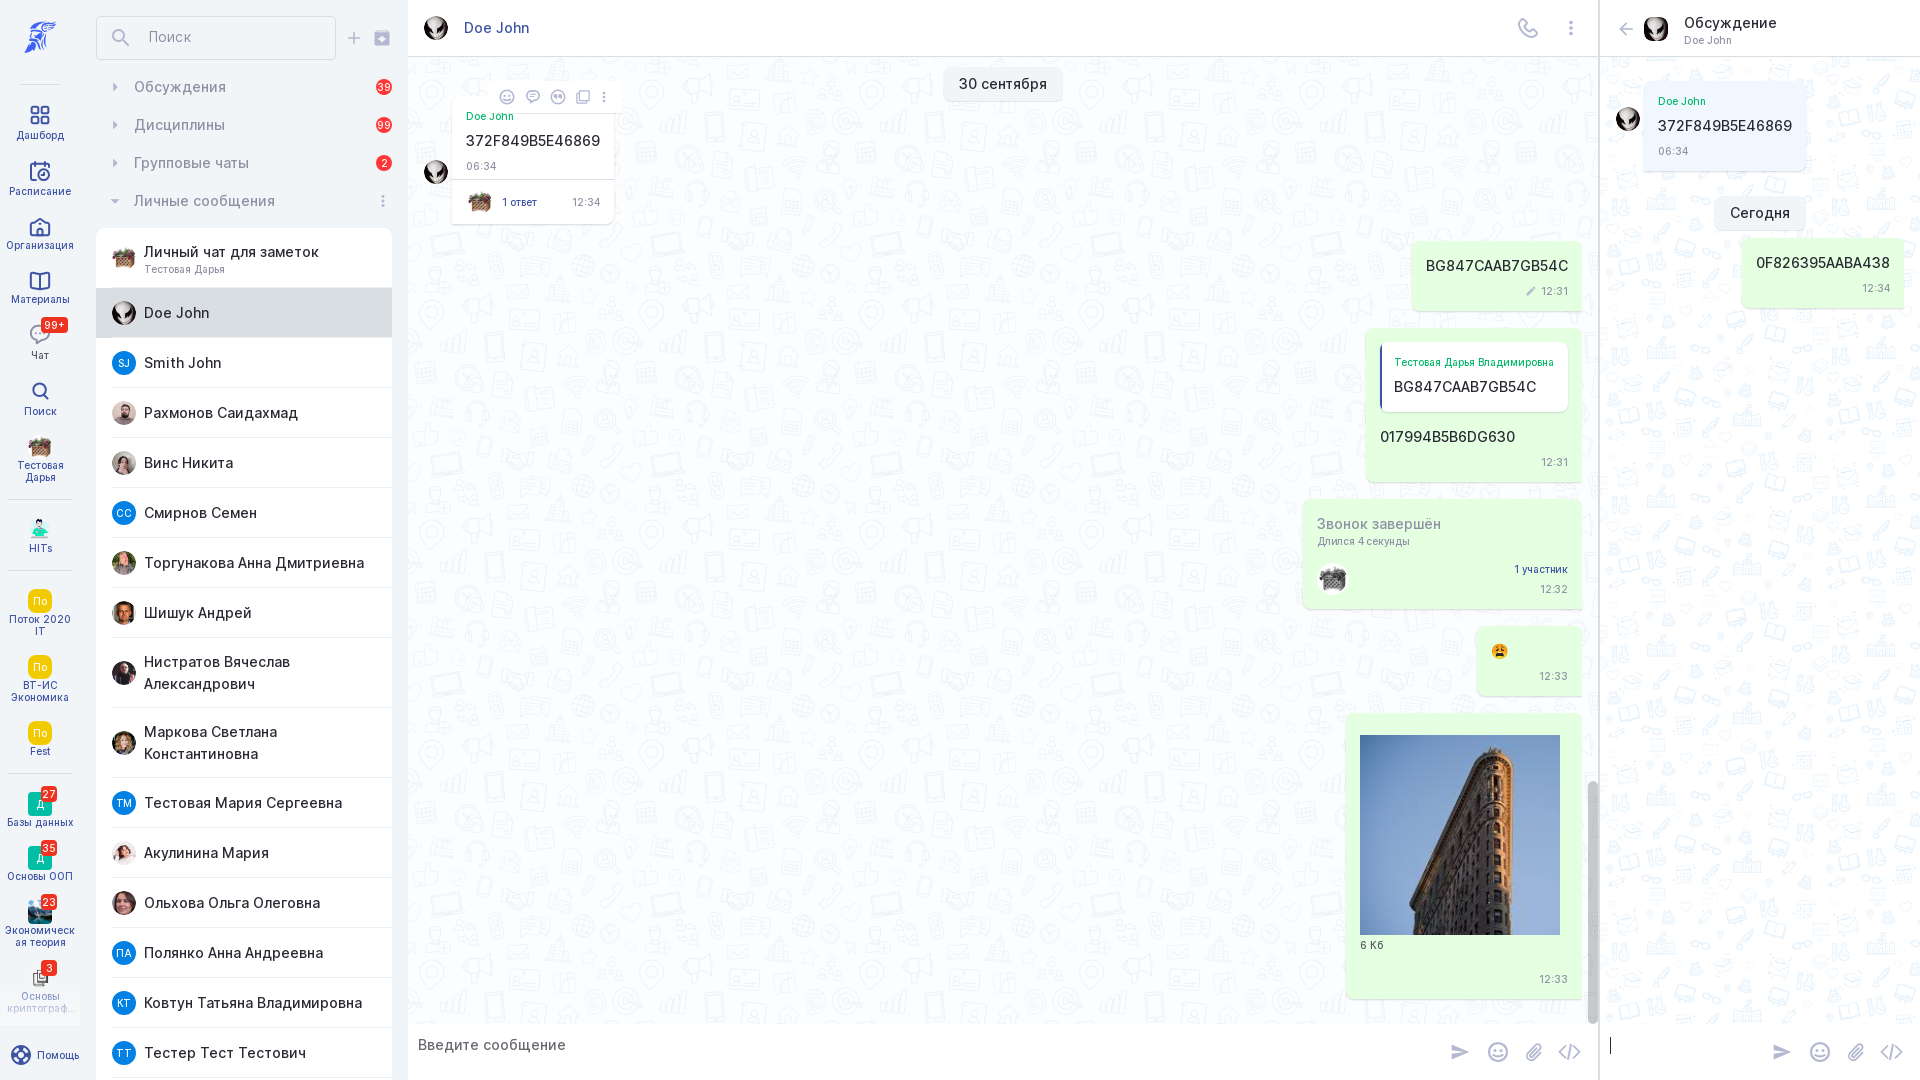 Дашборд
Расписание
Организация
Материалы
99+
Чат
Поиск
Тестовая
Дарья
HITs
По
Поток 2020
IT
По
ВТ-ИС
Экономика
По
Fest
27
Д
Базы данных
35
Д
Основы ООП
23
Экономическ
ая теория
3
Основы
криптограф...
Помощь
Поиск
Обсуждения
39
Дисциплины
99
Групповые чаты
2
Личные сообщения
Личный чат для заметок
Тестовая Дарья
Doe John
SJ
Smith John
Рахмонов Саидахмад
Винс Никита
СС
Смирнов Семен
Торгунакова Анна Дмитриевна
Шишук Андрей
Нистратов Вячеслав
Александрович
Маркова Светлана
Константиновна
ТМ
Тестовая Мария Сергеевна
Акулинина Мария
Ольхова Ольга Олеговна
ПА
Полянко Анна Андреевна
КТ
Ковтун Татьяна Владимировна
ТТ
Тестер Тест Тестович
Doe John
30 сентября
Doe John
372F849B5E46869
06:34
1 ответ
12:34
BG847CAAB7GB54C
12:31
Тестовая Дарья Владимировна
BG847CAAB7GB54C
017994B5B6DG630
12:31
Звонок завершён
Длился 4 секунды
1 участник
12:32
😩
12:33
6 Кб
12:33
Введите сообщение
Обсуждение
Doe John
Doe John
372F849B5E46869
06:34
Сегодня
0F826395AABA438
12:34